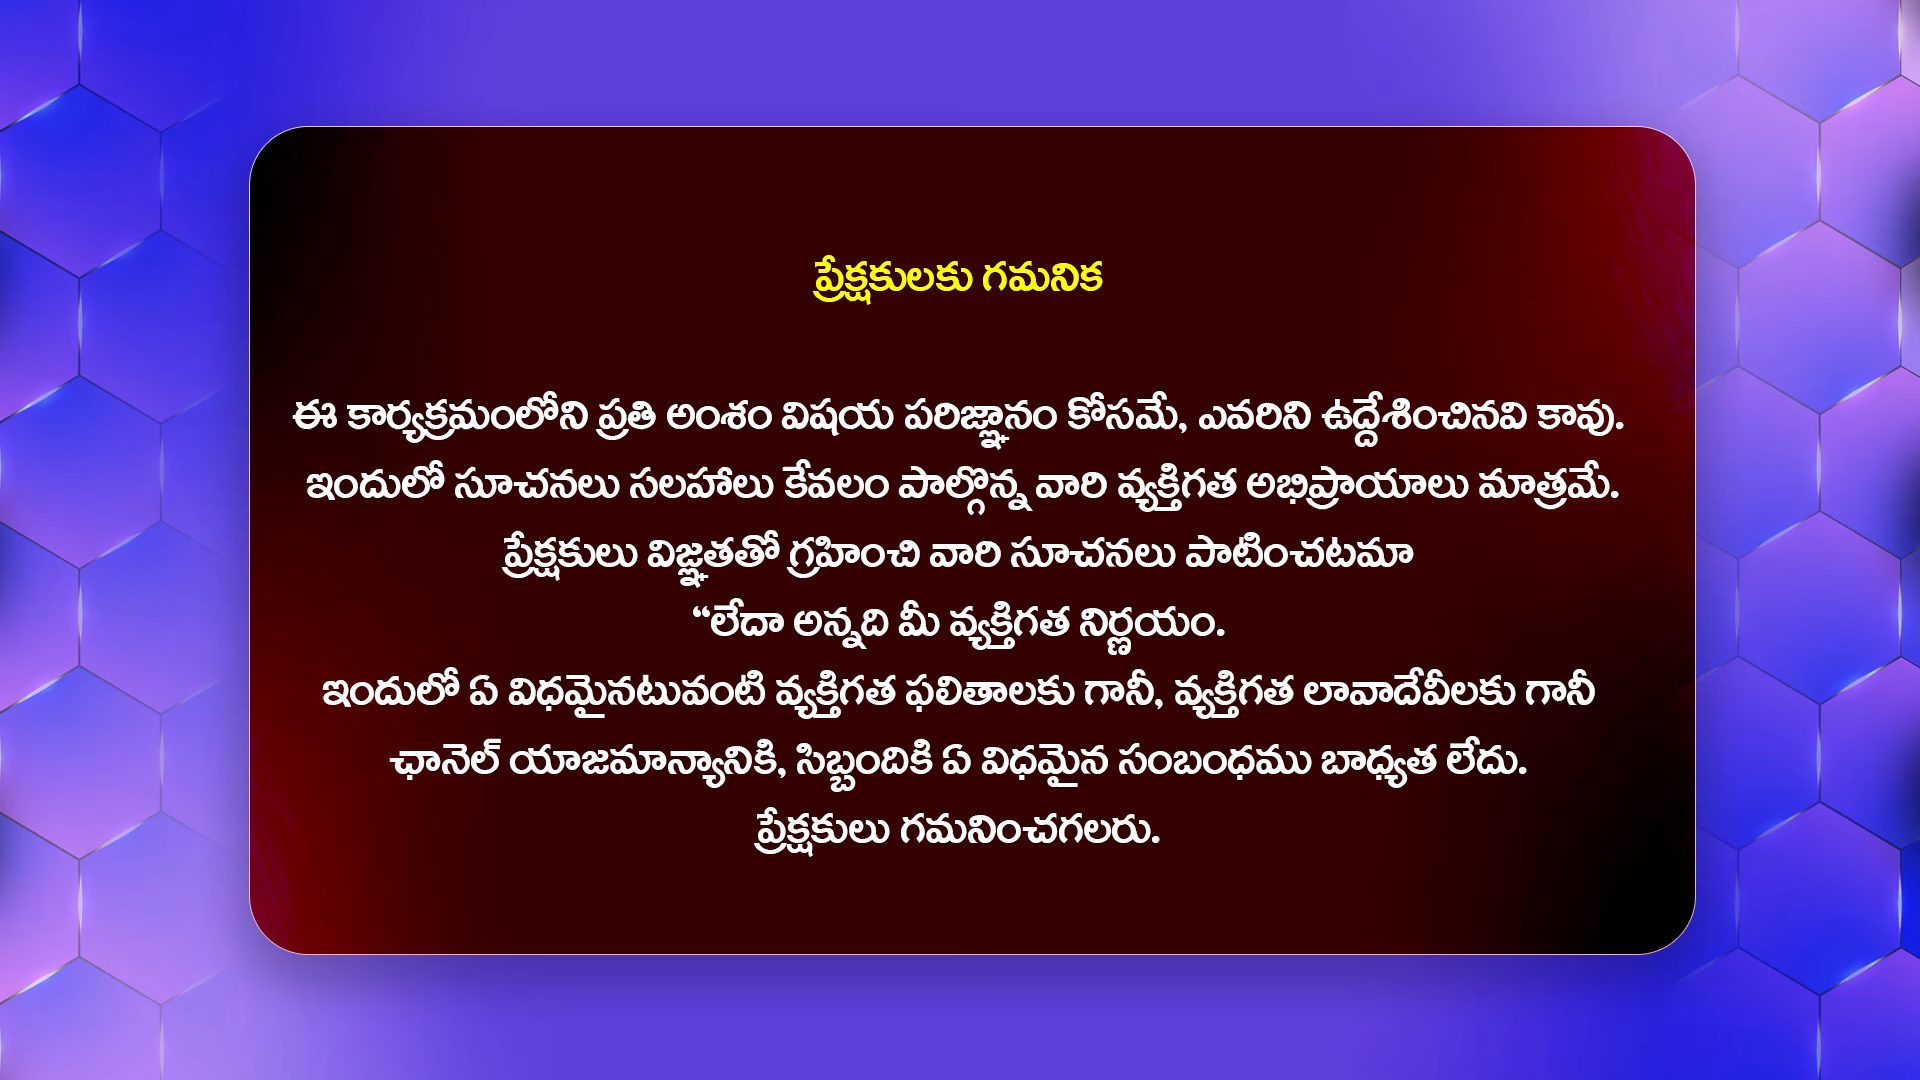 ప్రేక్షకులకు గమనిక
ఈ కార్యక్రమంలోని ప్రతి అంశం విషయ పరిజ్ఞానం కోసమే, ఎవరిని ఉద్దేశించినవి కావు.
ఇందులో సూచనలు సలహాలు కేవలం పాల్గొన్న వారి వ్యక్తిగత అభిప్రాయాలు మాత్రమే.
ప్రేక్షకులు విజ్ఞతతో గ్రహించి వారి సూచనలు పాటించటమా
“లేదా అన్నది మీ వ్యక్తిగత నిర్ణయం.
ఇందులో ఏ విధమైనటువంటి వ్యక్తిగత ఫలితాలకు గానీ, వ్యక్తిగత లావాదేవీలకు గానీ
ఛానెల్ యాజమాన్యానికి, సిబ్బందికి ఏ విధమైన సంబంధము బాధ్యత లేదు.
ప్రేక్షకులు గమనించగలరు.